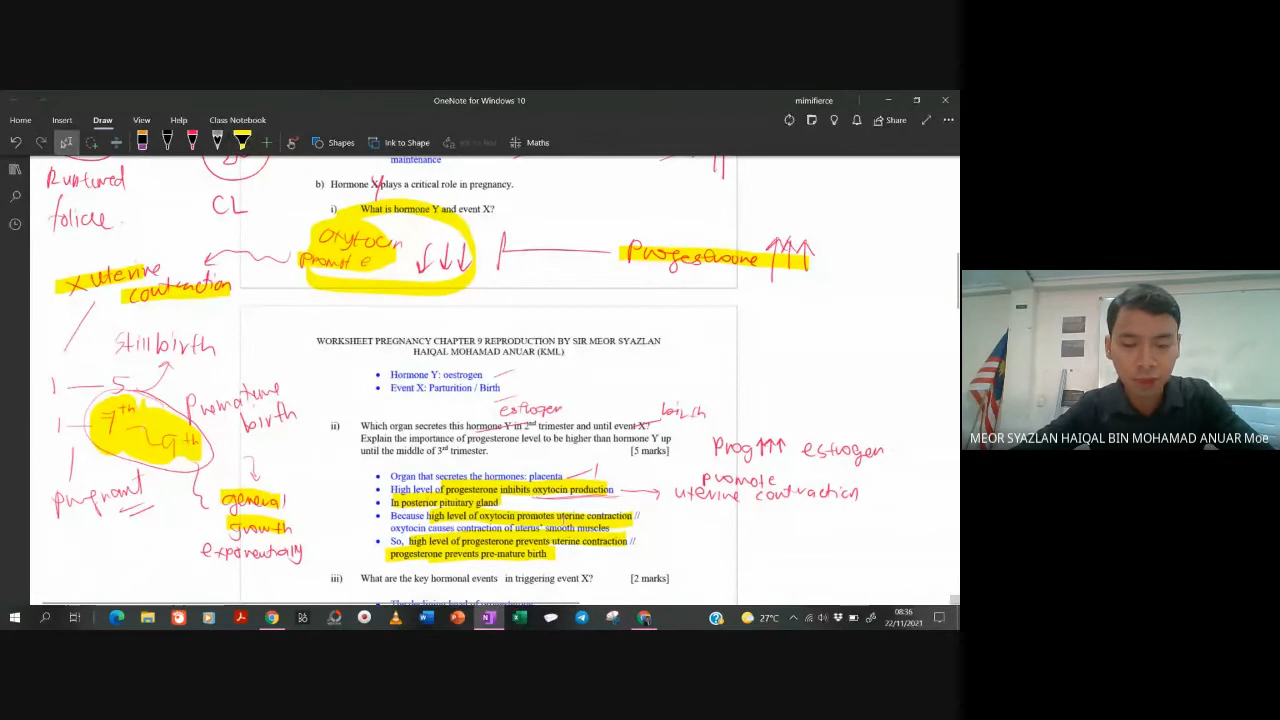 OneNote for Windows 10
mimifierce
Home Insert Draw View Help Class Notebook
Share
Shapes Ink to Shape Maths
maintenance
Ruptured
folicle
CL
b) Hormone X plays a critical role in pregnancy.
Y
i) What is hormone Y and event X?
oxytocin
promote
Progesterone
X uterine
contraction
WORKSHEET PREGNANCY CHAPTER 9 REPRODUCTION BY SIR MEOR SYAZLAN
HAIQAL MOHAMAD ANUAR (KML)
still birth
• Hormone Y: oestrogen
• Event X: Parturition / Birth
1 — 5
Premature
birth
1 — 7th ~ 9th
pregnant
general
growth
exponentially
estrogen
birth
ii) Which organ secretes this hormone Y in 2nd trimester and until event X?
Explain the importance of progesterone level to be higher than hormone Y up
until the middle of 3rd trimester. [5 marks]
Prog↑↑↑ estrogen
promote
uterine contraction
• Organ that secretes the hormones: placenta
• High level of progesterone inhibits oxytocin production
• In posterior pituitary gland
• Because high level of oxytocin promotes uterine contraction //
oxytocin causes contraction of uterus' smooth muscles
• So, high level of progesterone prevents uterine contraction //
progesterone prevents pre-mature birth
iii) What are the key hormonal events in triggering event X? [2 marks]
MEOR SYAZLAN HAIQAL BIN MOHAMAD ANUAR Moe
27°C
08:36
22/11/2021